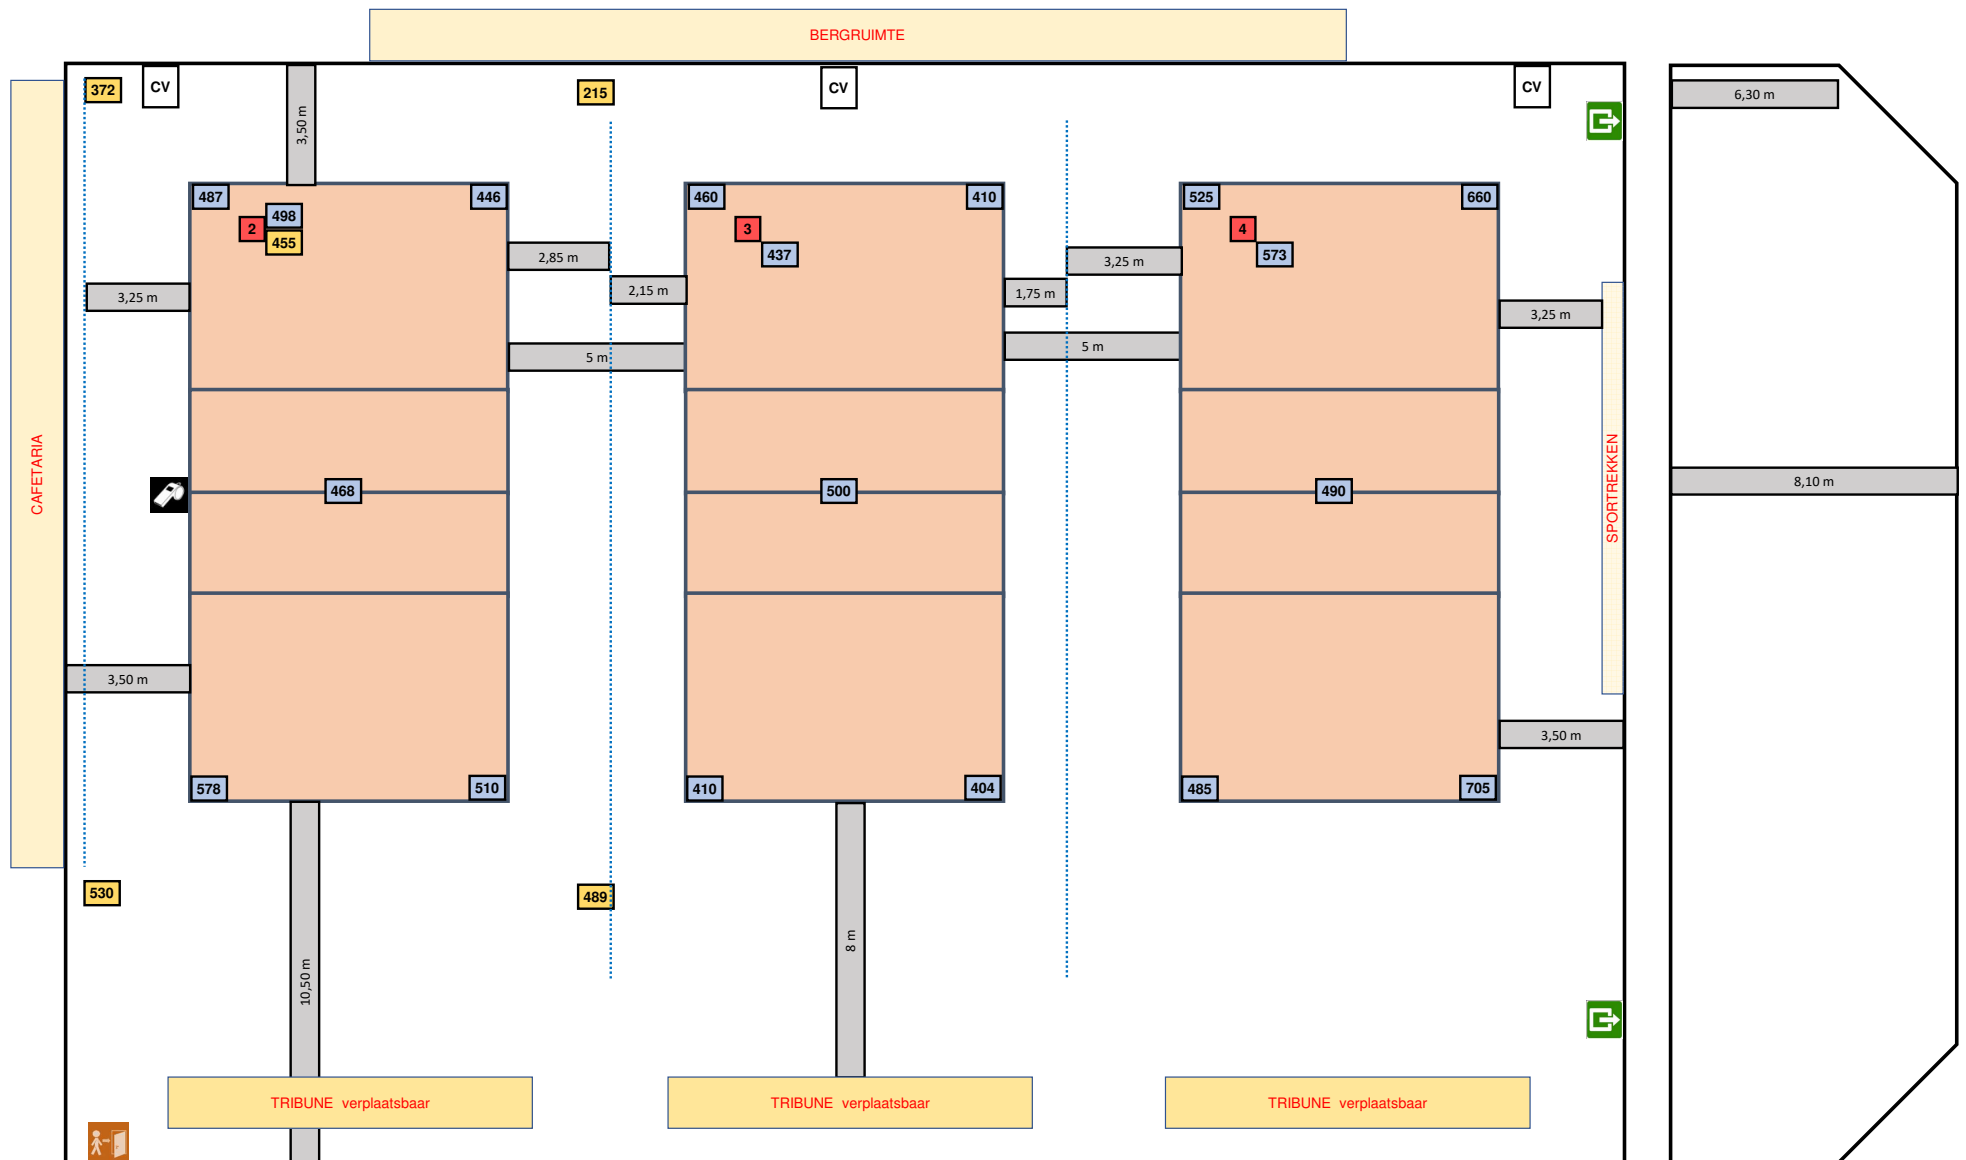 BERGRUIMTE
372
CV
215
CV
CV
6,30 m
3,50 m
487
446
460
410
525
660
498
2
455
3
437
4
573
2,85 m
3,25 m
2,15 m
1,75 m
3,25 m
3,25 m
5 m
5 m
CAFETARIA
SPORTREKKEN
8,10 m
468
500
490
3,50 m
3,50 m
578
510
410
404
485
705
530
489
8 m
10,50 m
TRIBUNE verplaatsbaar
TRIBUNE verplaatsbaar
TRIBUNE verplaatsbaar